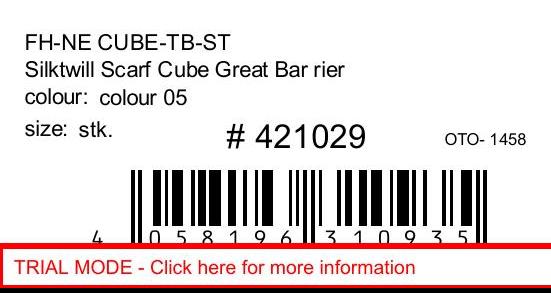 FH-NE CUBE-TB-ST
Silktwill Scarf Cube Great Bar rier
colour: colour 05
size: stk.
# 421029
OTO- 1458
4 058196 310935
TRIAL MODE - Click here for more information